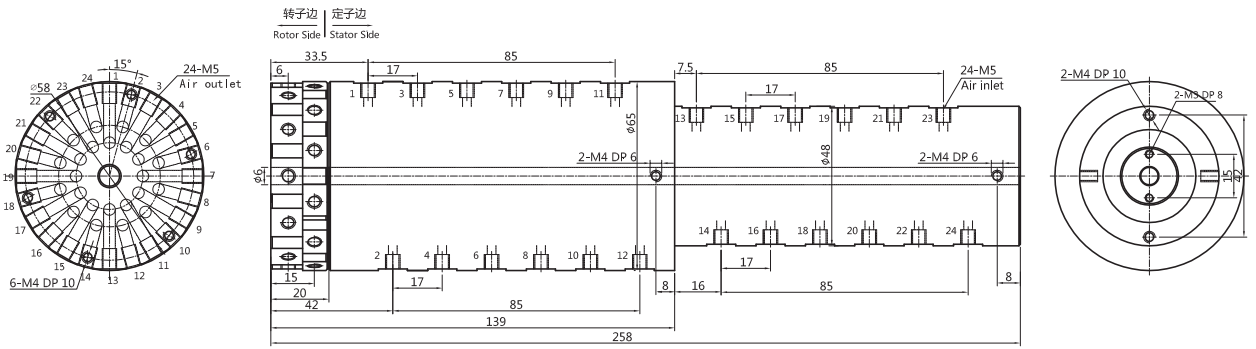 转子边 定子边
Rotor Side Stator Side
15°
24-M5
Air outlet
⌀58
1 2 3 4 5 6 7 8 9 10 11 12 13 14 15 16 17 18 19 20 21 22 23 24
6-M4 DP 10
33.5
85
6
17
1 3 5 7 9 11
ϕ65
ϕ6
2-M4 DP 6
2 4 6 8 10 12
15
17
8
20
42
85
139
258
7.5
85
24-M5
Air inlet
17
13 15 17 19 21 23
ϕ48
2-M4 DP 6
14 16 18 20 22 24
17
8
16
85
2-M4 DP 10
2-M3 DP 8
15
42